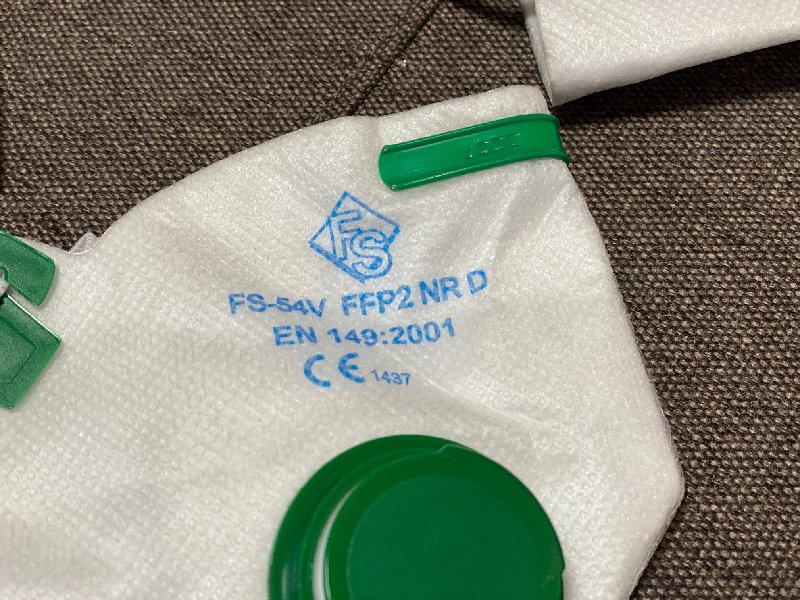 FS
FS-54V FFP2 NR D
EN 149:2001
CE 1437